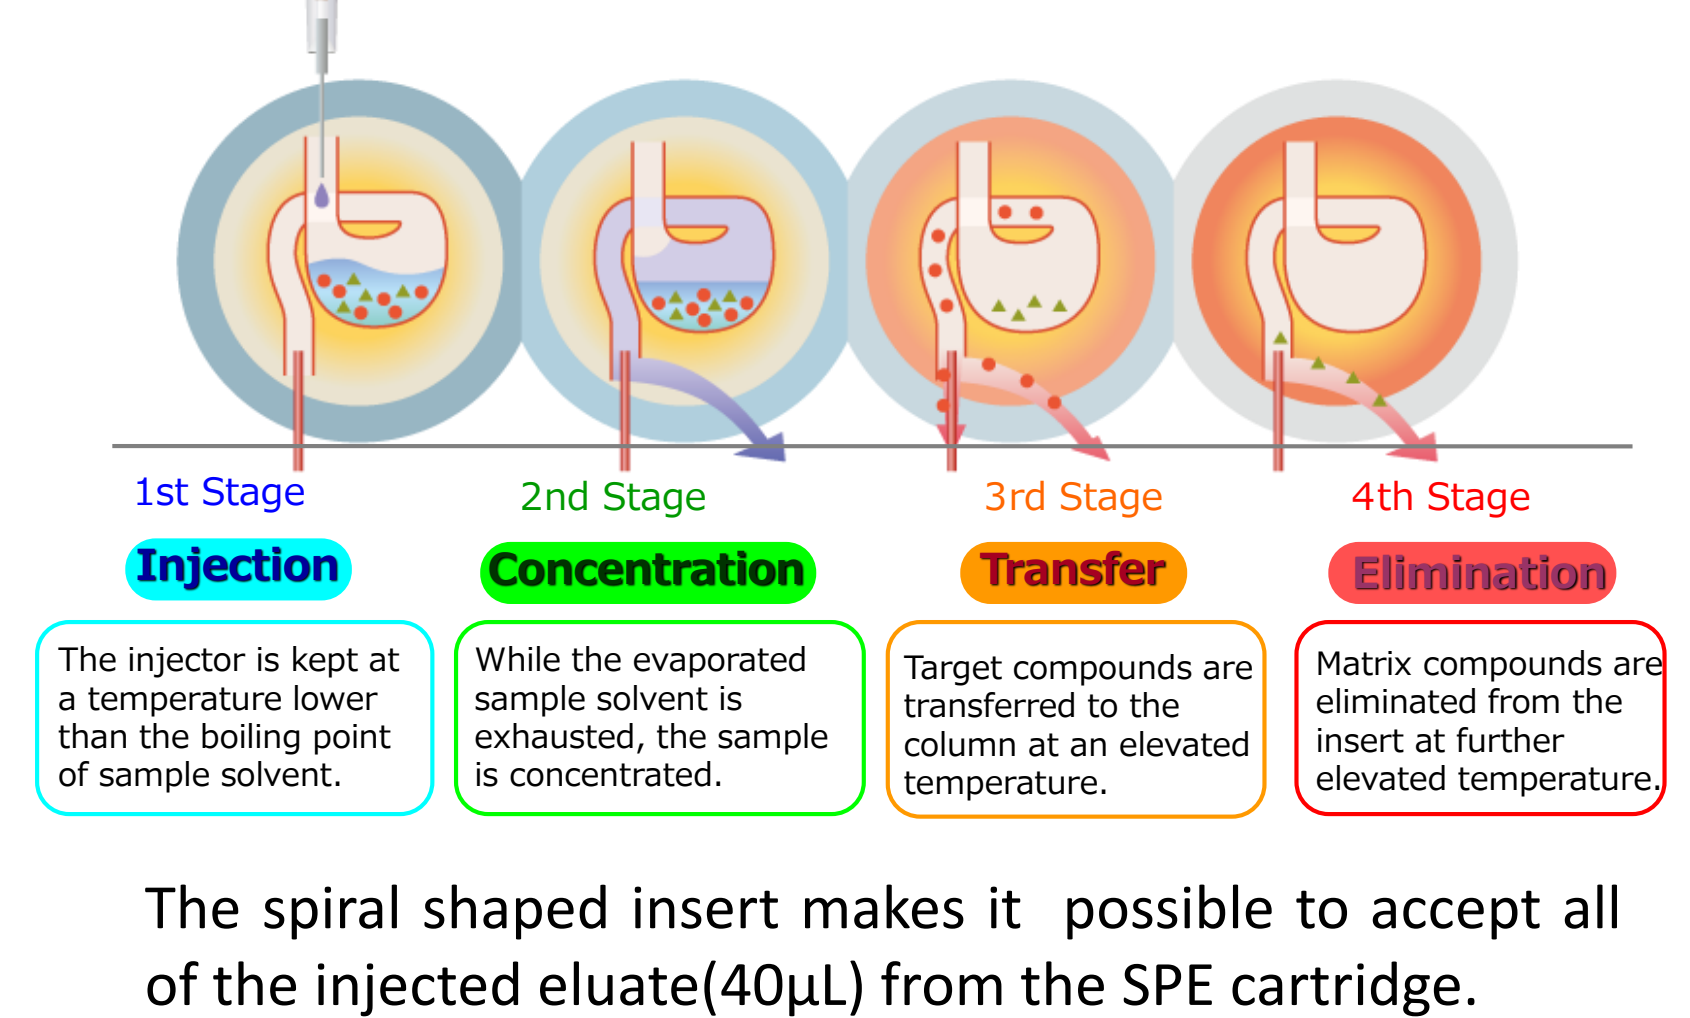 1st Stage
2nd Stage
3rd Stage
4th Stage
Injection
Concentration
Transfer
Elimination
The injector is kept at
a temperature lower
than the boiling point
of sample solvent.
While the evaporated
sample solvent is
exhausted, the sample
is concentrated.
Target compounds are
transferred to the
column at an elevated
temperature.
Matrix compounds are
eliminated from the
insert at further
elevated temperature.
The spiral shaped insert makes it possible to accept all
of the injected eluate(40μL) from the SPE cartridge.